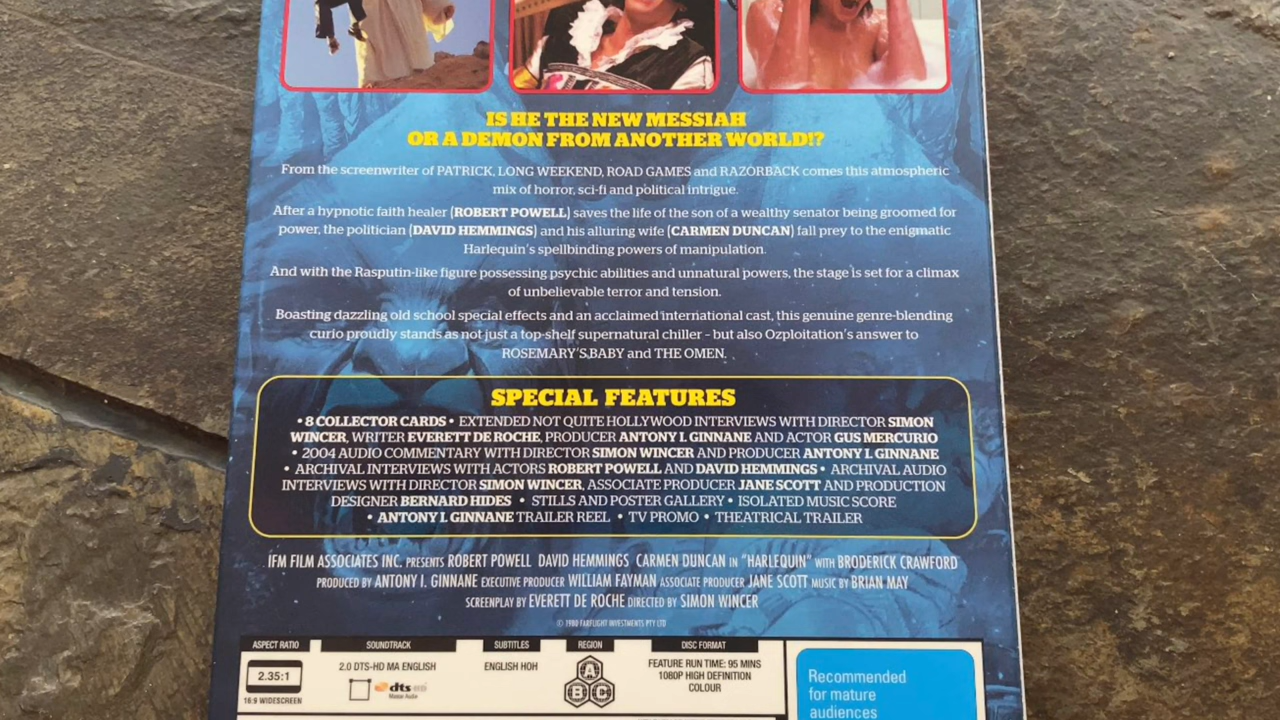 IS HE THE NEW MESSIAH
OR A DEMON FROM ANOTHER WORLD!?
From the screenwriter of PATRICK, LONG WEEKEND, ROAD GAMES and RAZORBACK comes this atmospheric
mix of horror, sci-fi and political intrigue.
After a hypnotic faith healer (ROBERT POWELL) saves the life of the son of a wealthy senator being groomed for
power, the politician (DAVID HEMMINGS) and his alluring wife (CARMEN DUNCAN) fall prey to the enigmatic
Harlequin's spellbinding powers of manipulation.
And with the Rasputin-like figure possessing psychic abilities and unnatural powers, the stage is set for a climax
of unbelievable terror and tension.
Boasting dazzling old school special effects and an acclaimed international cast, this genuine genre-blending
curio proudly stands as not just a top-shelf supernatural chiller – but also Ozploitation's answer to
ROSEMARY'S BABY and THE OMEN.
SPECIAL FEATURES
• 8 COLLECTOR CARDS • EXTENDED NOT QUITE HOLLYWOOD INTERVIEWS WITH DIRECTOR SIMON
WINCER, WRITER EVERETT DE ROCHE, PRODUCER ANTONY I. GINNANE AND ACTOR GUS MERCURIO
• 2004 AUDIO COMMENTARY WITH DIRECTOR SIMON WINCER AND PRODUCER ANTONY I. GINNANE
• ARCHIVAL INTERVIEWS WITH ACTORS ROBERT POWELL AND DAVID HEMMINGS • ARCHIVAL AUDIO
INTERVIEWS WITH DIRECTOR SIMON WINCER, ASSOCIATE PRODUCER JANE SCOTT AND PRODUCTION
DESIGNER BERNARD HIDES • STILLS AND POSTER GALLERY • ISOLATED MUSIC SCORE
• ANTONY I. GINNANE TRAILER REEL • TV PROMO • THEATRICAL TRAILER
IFM FILM ASSOCIATES INC. PRESENTS ROBERT POWELL DAVID HEMMINGS CARMEN DUNCAN IN "HARLEQUIN" WITH BRODERICK CRAWFORD
PRODUCED BY ANTONY I. GINNANE EXECUTIVE PRODUCER WILLIAM FAYMAN ASSOCIATE PRODUCER JANE SCOTT MUSIC BY BRIAN MAY
SCREENPLAY BY EVERETT DE ROCHE DIRECTED BY SIMON WINCER
© 1980 FARFLIGHT INVESTMENTS PTY LTD
ASPECT RATIO SOUNDTRACK SUBTITLES REGION DISC FORMAT
2.35:1
16:9 WIDESCREEN
2.0 DTS-HD MA ENGLISH
dts HD
Master Audio
ENGLISH HOH
A
B C
FEATURE RUN TIME: 95 MINS
1080P HIGH DEFINITION
COLOUR
Recommended
for mature
audiences